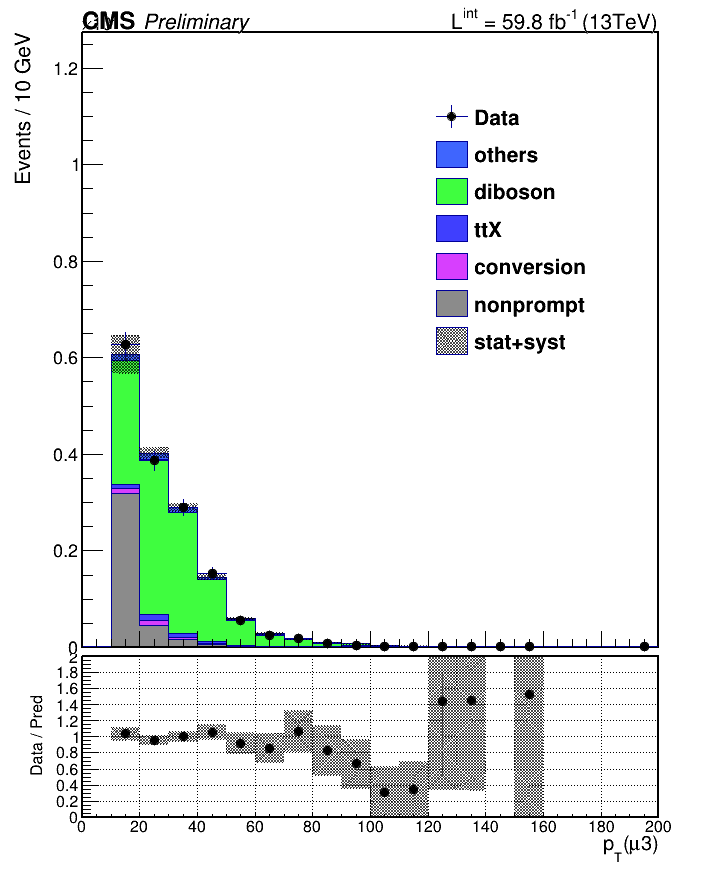 CMS Preliminary
L^int = 59.8 fb^-1 (13TeV)
Events / 10 GeV
1.2
1
0.8
0.6
0.4
0.2
0
Data
others
diboson
ttX
conversion
nonprompt
stat+syst
Data / Pred
2
1.8
1.6
1.4
1.2
1
0.8
0.6
0.4
0.2
0
0 20 40 60 80 100 120 140 160 180 200
p_T(μ3)